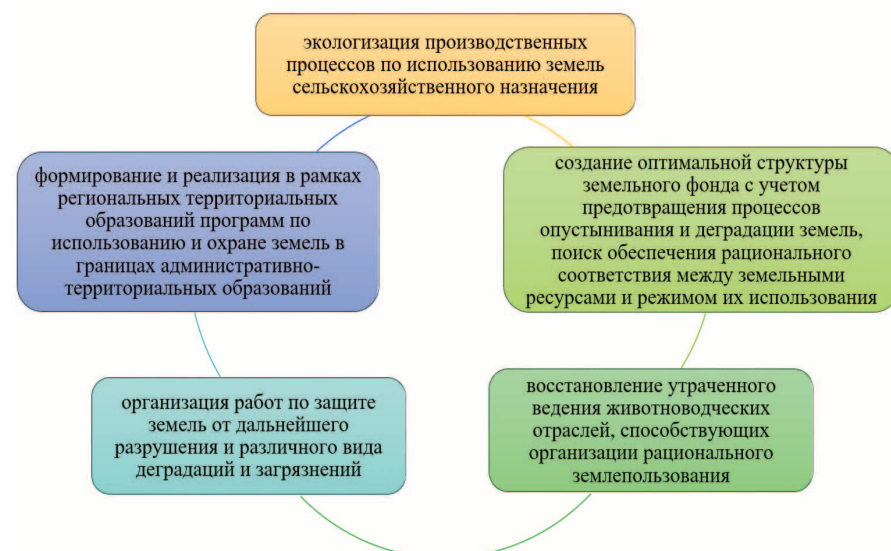 экологизация производственных
процессов по использованию земель
сельскохозяйственного назначения
формирование и реализация в рамках
региональных территориальных
образований программ по
использованию и охране земель в
границах административно-
территориальных образований
создание оптимальной структуры
земельного фонда с учетом
предотвращения процессов
опустынивания и деградации земель,
поиск обеспечения рационального
соответствия между земельными
ресурсами и режимом их использования
организация работ по защите
земель от дальнейшего
разрушения и различного вида
деградаций и загрязнений
восстановление утраченного
ведения животноводческих
отраслей, способствующих
организации рационального
землепользования